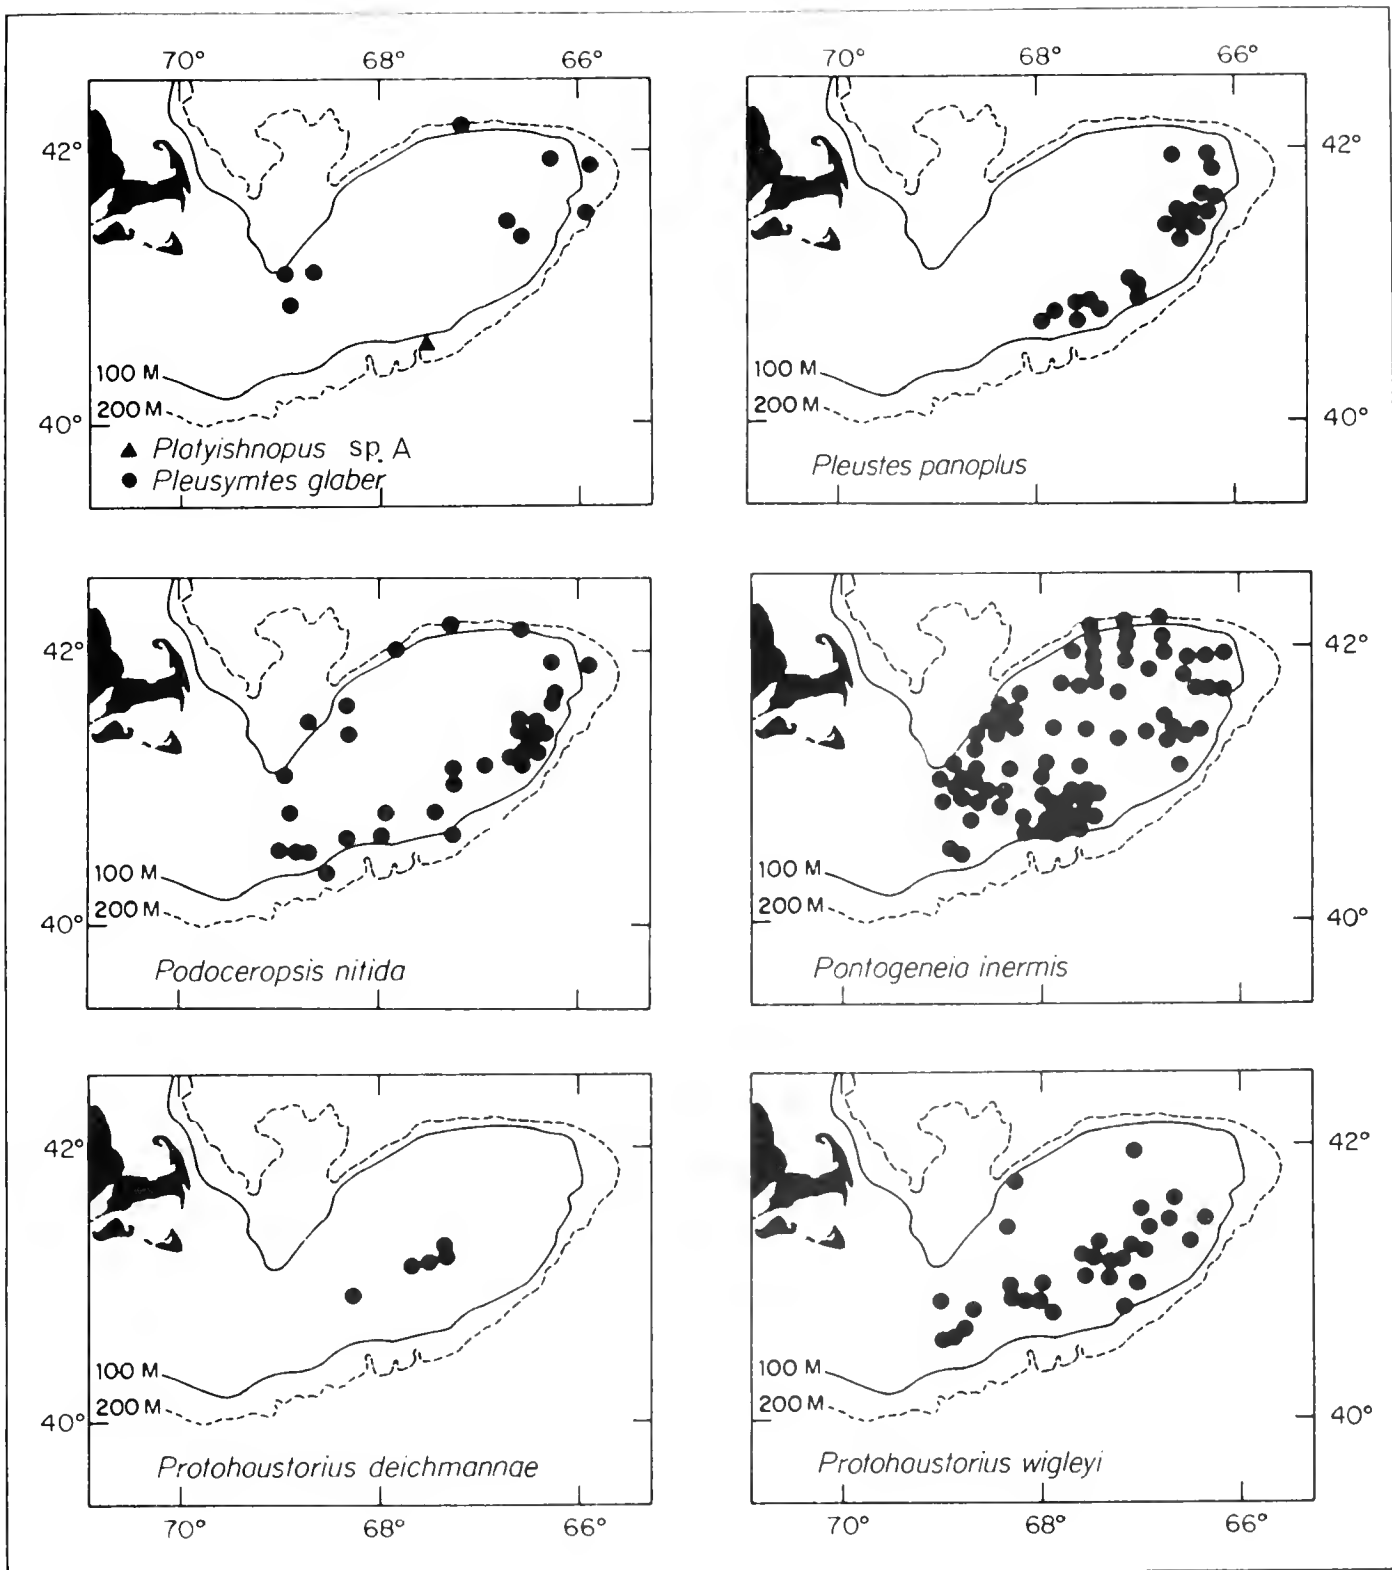 70° 68° 66°
70° 68° 66°
42°
42°
100 M
200 M
40°
▲ Platyishnopus sp. A
● Pleusymtes glaber
100 M
200 M
40°
Pleustes panoplus
42°
100 M
200 M
40°
Podoceropsis nitida
42°
100 M
200 M
40°
Pontogeneia inermis
42°
100 M
200 M
40°
Protohaustorius deichmannae
70° 68° 66°
42°
100 M
200 M
40°
Protohaustorius wigleyi
70° 68° 66°